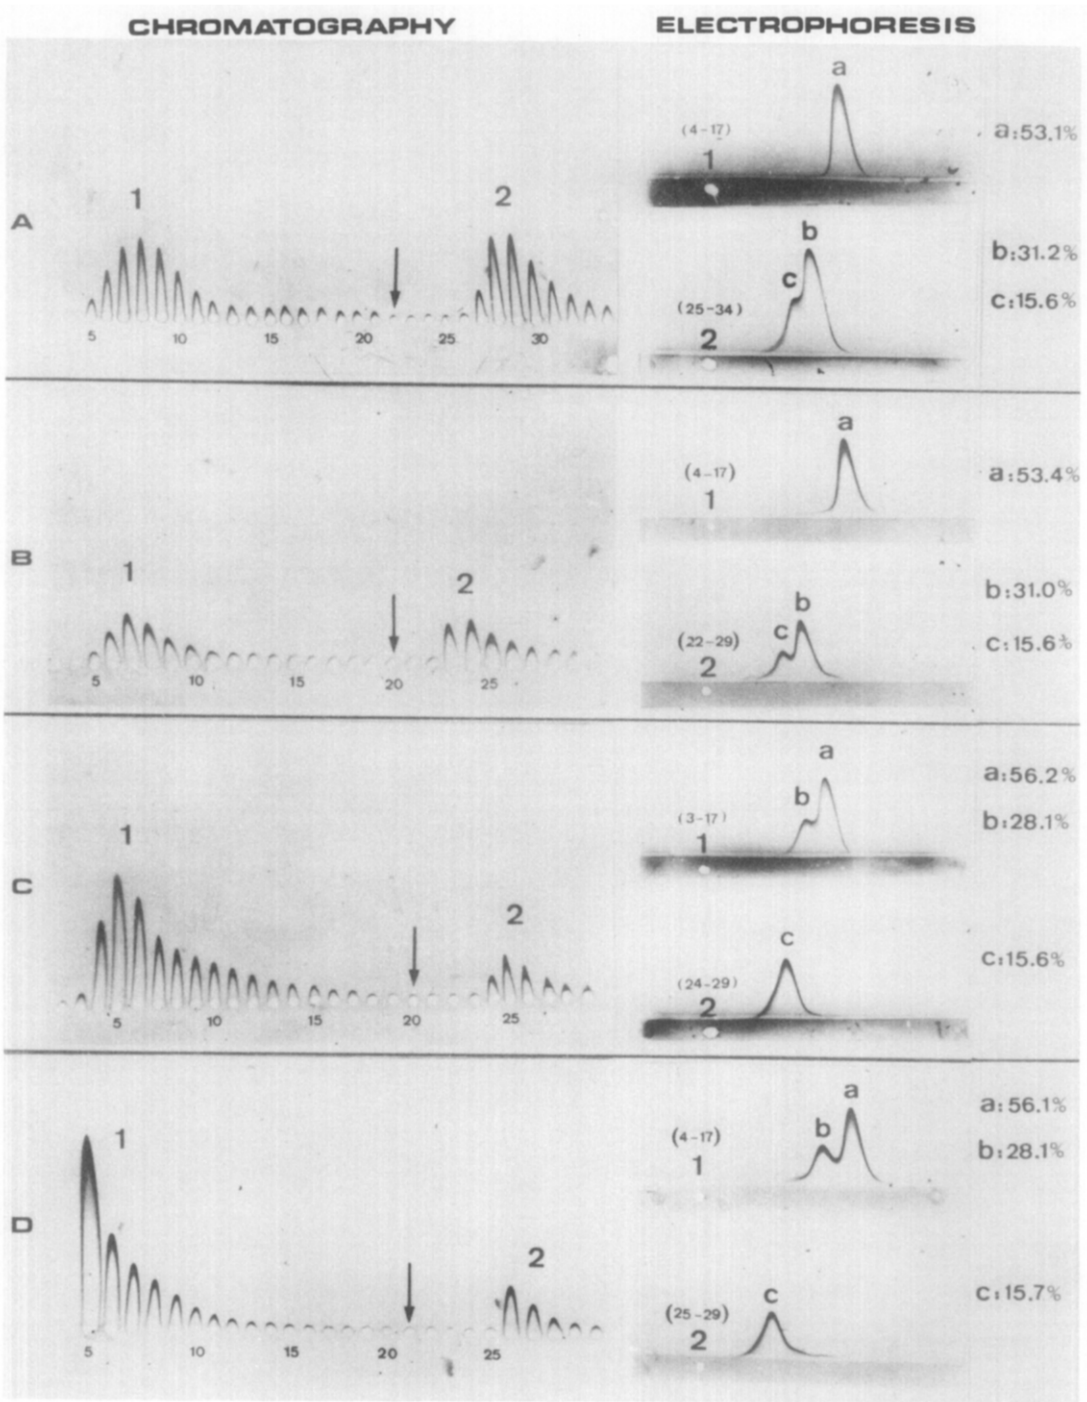 CHROMATOGRAPHY
ELECTROPHORESIS
A
1
2
5 10 15 20 25 30
a
(4-17)
1
a:53.1%
b
c
(25-34)
2
b:31.2%
c:15.6%
B
1
2
5 10 15 20 25
a
(4-17)
1
a:53.4%
b
c
(22-29)
2
b:31.0%
c:15.6%
C
1
2
5 10 15 20 25
a
b
(3-17)
1
a:56.2%
b:28.1%
c
(24-29)
2
c:15.6%
D
1
2
5 10 15 20 25
a
b
(4-17)
1
a:56.1%
b:28.1%
c
(25-29)
2
c:15.7%